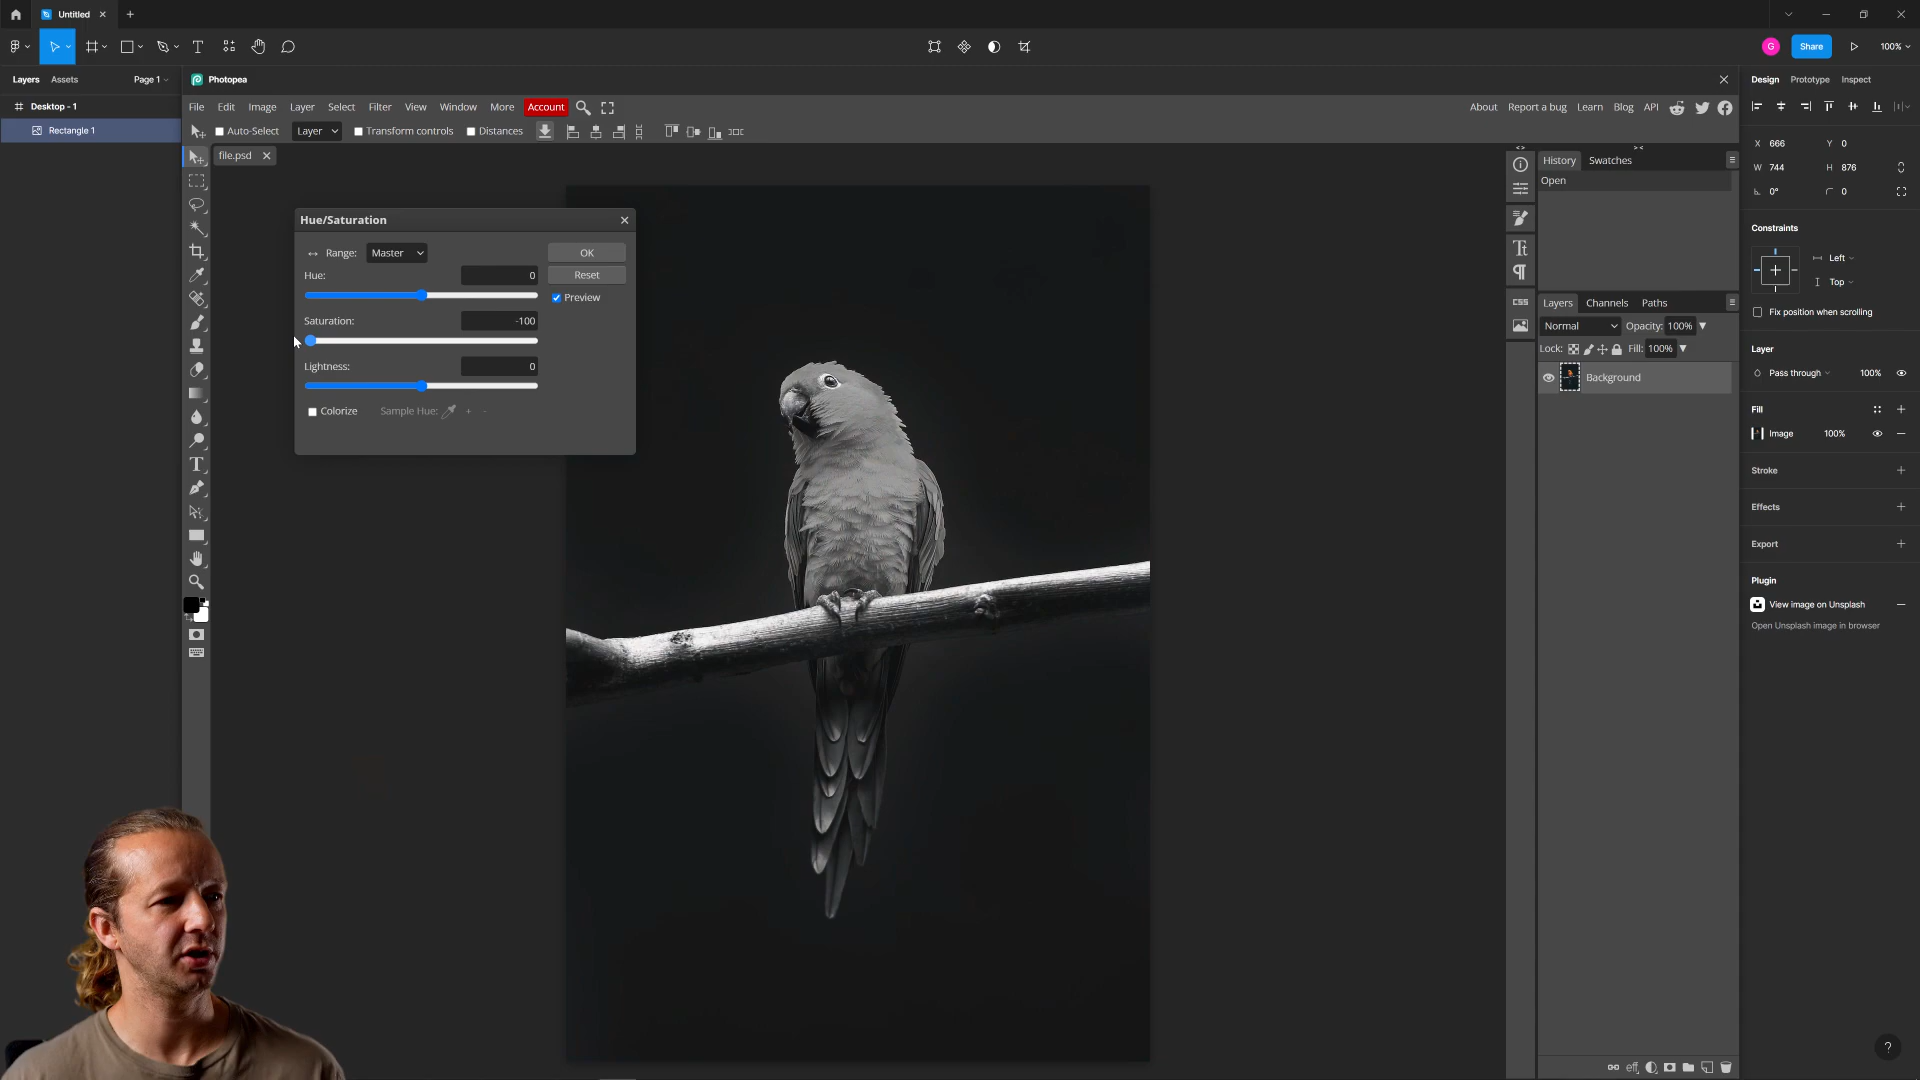 Untitled
G
Share
100%
Layers
Assets
Page 1
Photopea
Design
Prototype
Inspect
Desktop - 1
Rectangle 1
File
Edit
Image
Layer
Select
Filter
View
Window
More
Account
About
Report a bug
Learn
Blog
API
Auto-Select
Layer
Transform controls
Distances
file.psd
Hue/Saturation
Range:
Master
OK
Hue:
0
Reset
Preview
Saturation:
-100
Lightness:
0
Colorize
Sample Hue:
+
-
History
Swatches
Open
CSS
Layers
Channels
Paths
Normal
Opacity:
100%
Lock:
Fill:
100%
Background
eff
X
666
Y
0
W
744
H
876
0°
0
Constraints
Left
Top
Fix position when scrolling
Layer
Pass through
100%
Fill
Image
100%
Stroke
Effects
Export
Plugin
View image on Unsplash
Open Unsplash image in browser
?